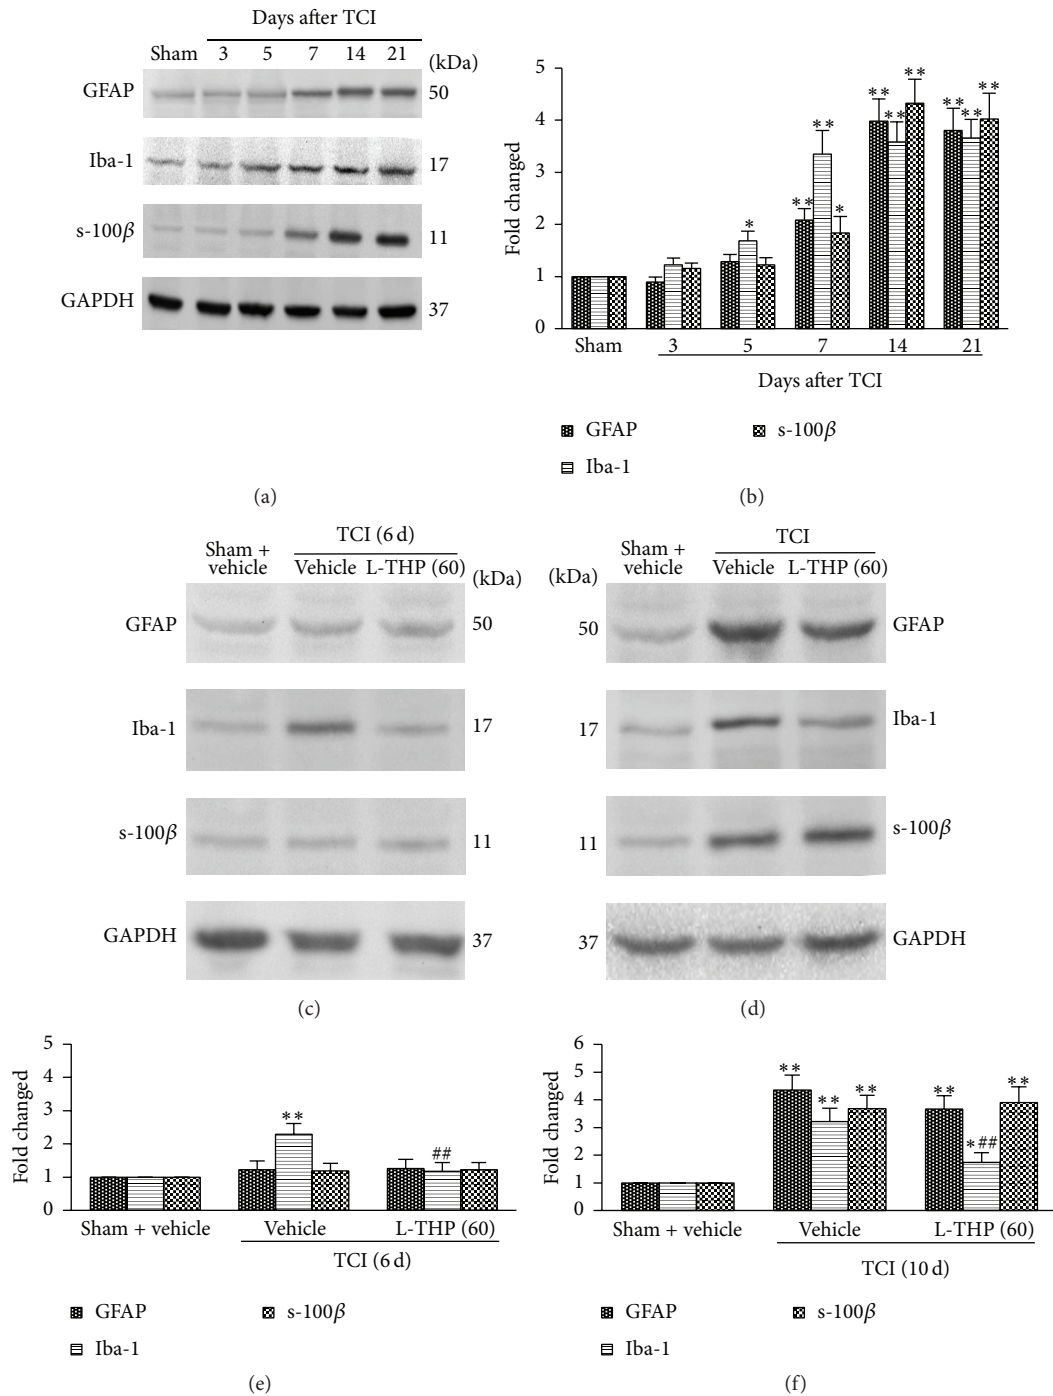 Days after TCI
Sham 3 5 7 14 21 (kDa)
GFAP 50
Iba-1 17
s-100β 11
GAPDH 37
(a)
Fold changed
5
4
3
2
1
0
** ** **
** ** **
** ** *
*
Sham 3 5 7 14 21
Days after TCI
GFAP s-100β
Iba-1
(b)
TCI (6 d)
Sham +
vehicle Vehicle L-THP (60) (kDa)
GFAP 50
Iba-1 17
s-100β 11
GAPDH 37
(c)
TCI
Sham +
vehicle Vehicle L-THP (60)
(kDa)
50 GFAP
17 Iba-1
11 s-100β
37 GAPDH
(d)
Fold changed
5
4
3
2
1
0
**
##
Sham + vehicle Vehicle L-THP (60)
TCI (6 d)
GFAP s-100β
Iba-1
(e)
Fold changed
6
5
4
3
2
1
0
** ** ** ** *## **
Sham + vehicle Vehicle L-THP (60)
TCI (10 d)
GFAP s-100β
Iba-1
(f)